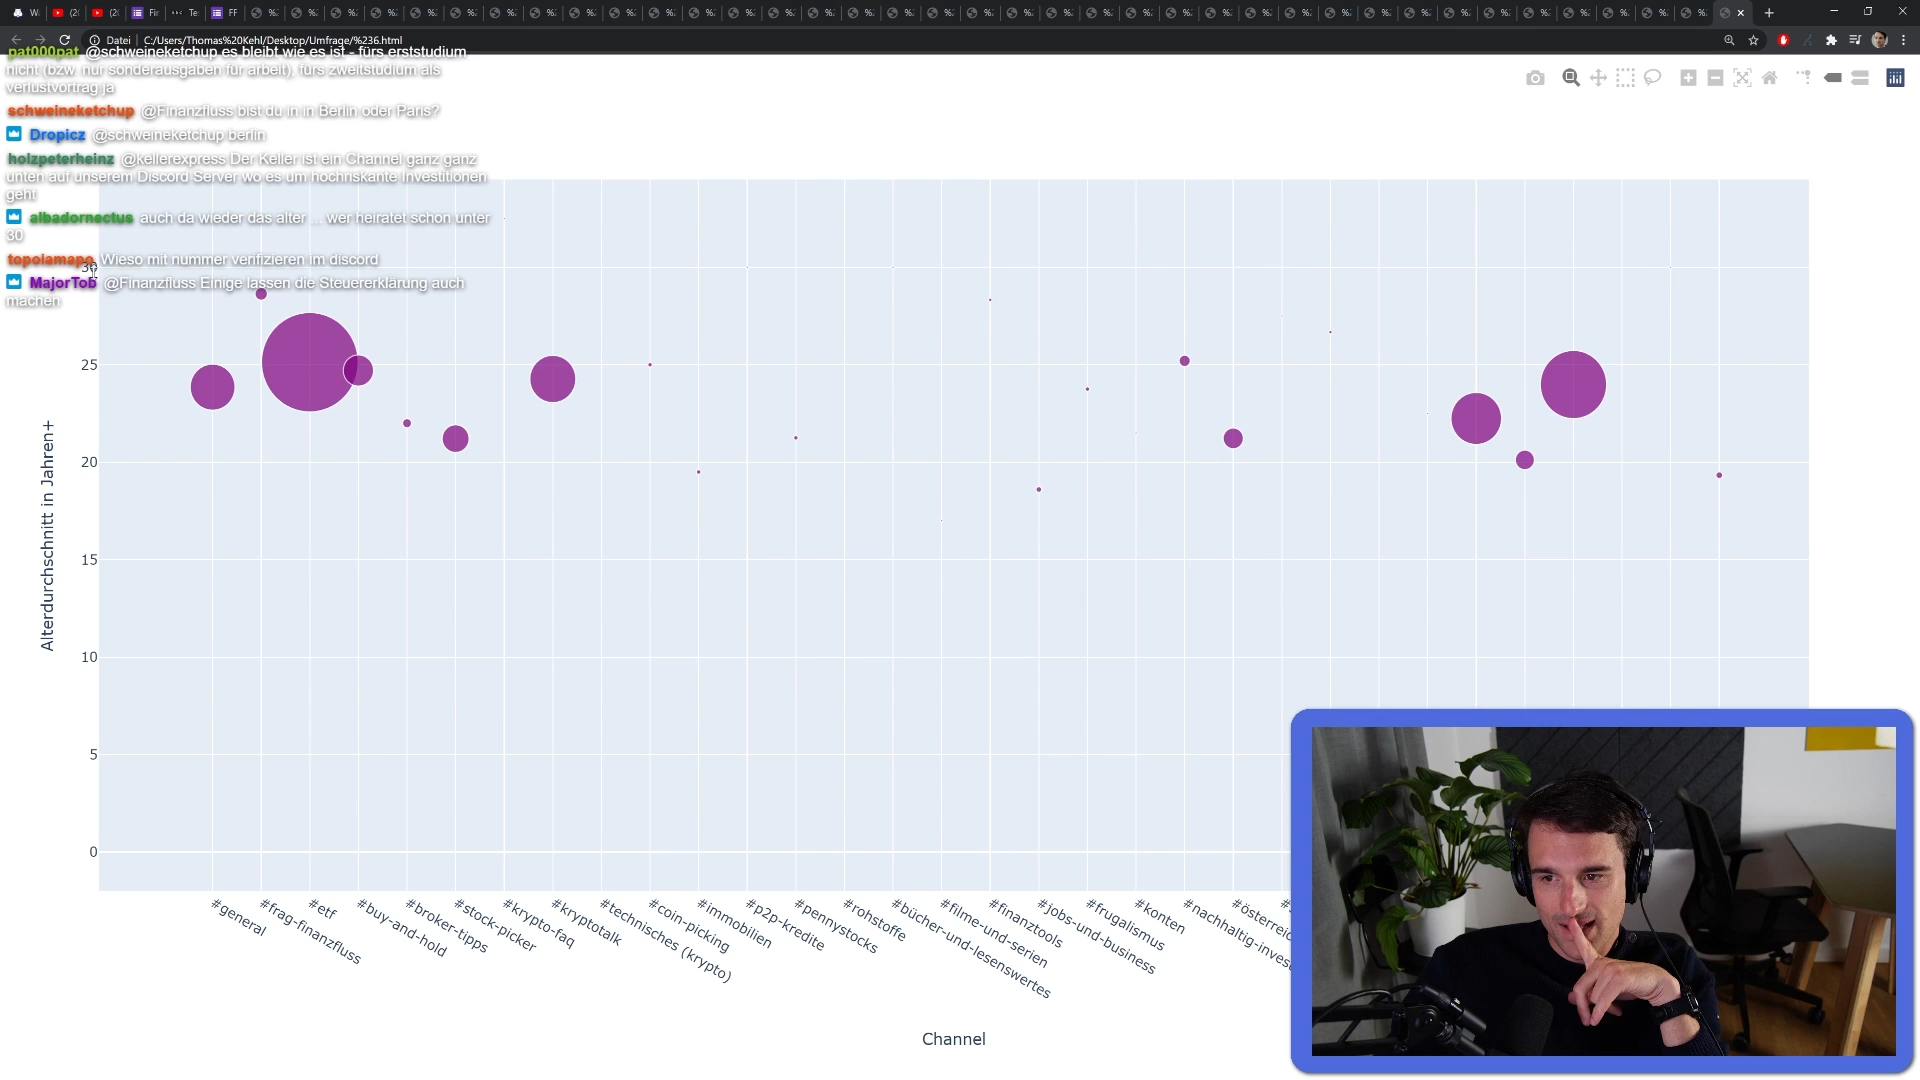 Datei C:/Users/Thomas%20Kehl/Desktop/Umfrage/%236.html
pat000pat @schweineketchup es bleibt wie es ist - fürs erststudium
nicht (bzw. nur sonderausgaben für arbeit), fürs zweitstudium als
verlustvortrag ja
schweineketchup @Finanzfluss bist du in in Berlin oder Paris?
Dropicz @schweineketchup berlin
holzpeterheinz @kellerexpress Der Keller ist ein Channel ganz ganz
unten auf unserem Discord Server wo es um hochriskante Investitionen
geht
albadornectus auch da wieder das alter ... wer heiratet schon unter
30
topolamapo Wieso mit nummer verifizieren im discord
30
MajorTob @Finanzfluss Einige lassen die Steuererklärung auch
machen
25
20
15
10
5
0
Alterdurchschnitt in Jahren+
#general
#frag-finanzfluss
#etf
#buy-and-hold
#broker-tipps
#stock-picker
#krypto-faq
#kryptotalk
#technisches (krypto)
#coin-picking
#immobilien
#p2p-kredite
#pennystocks
#rohstoffe
#bücher-und-lesenswertes
#filme-und-serien
#finanztools
#jobs-und-business
#frugalismus
#konten
#nachhaltig-invest
#österreic
Channel